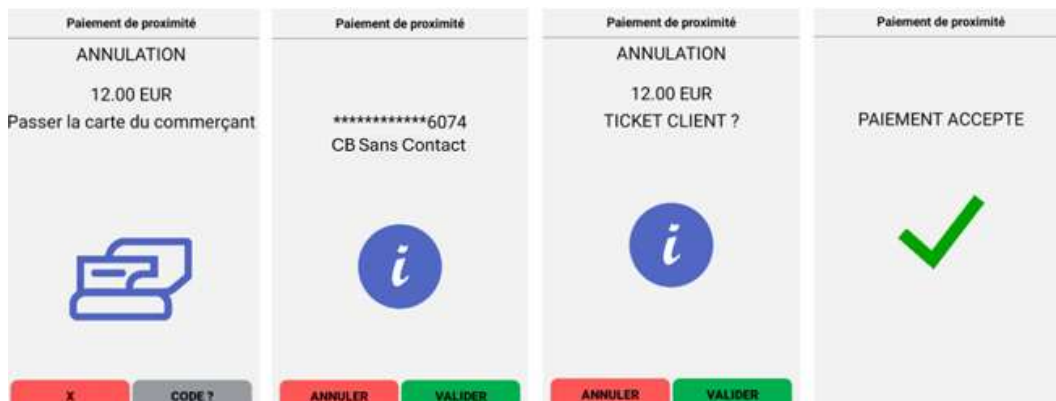 Paiement de proximité
ANNULATION
12.00 EUR
Passer la carte du commerçant
X
CODE ?
Paiement de proximité
************6074
CB Sans Contact
i
ANNULER
VALIDER
Paiement de proximité
ANNULATION
12.00 EUR
TICKET CLIENT ?
i
ANNULER
VALIDER
Paiement de proximité
PAIEMENT ACCEPTE